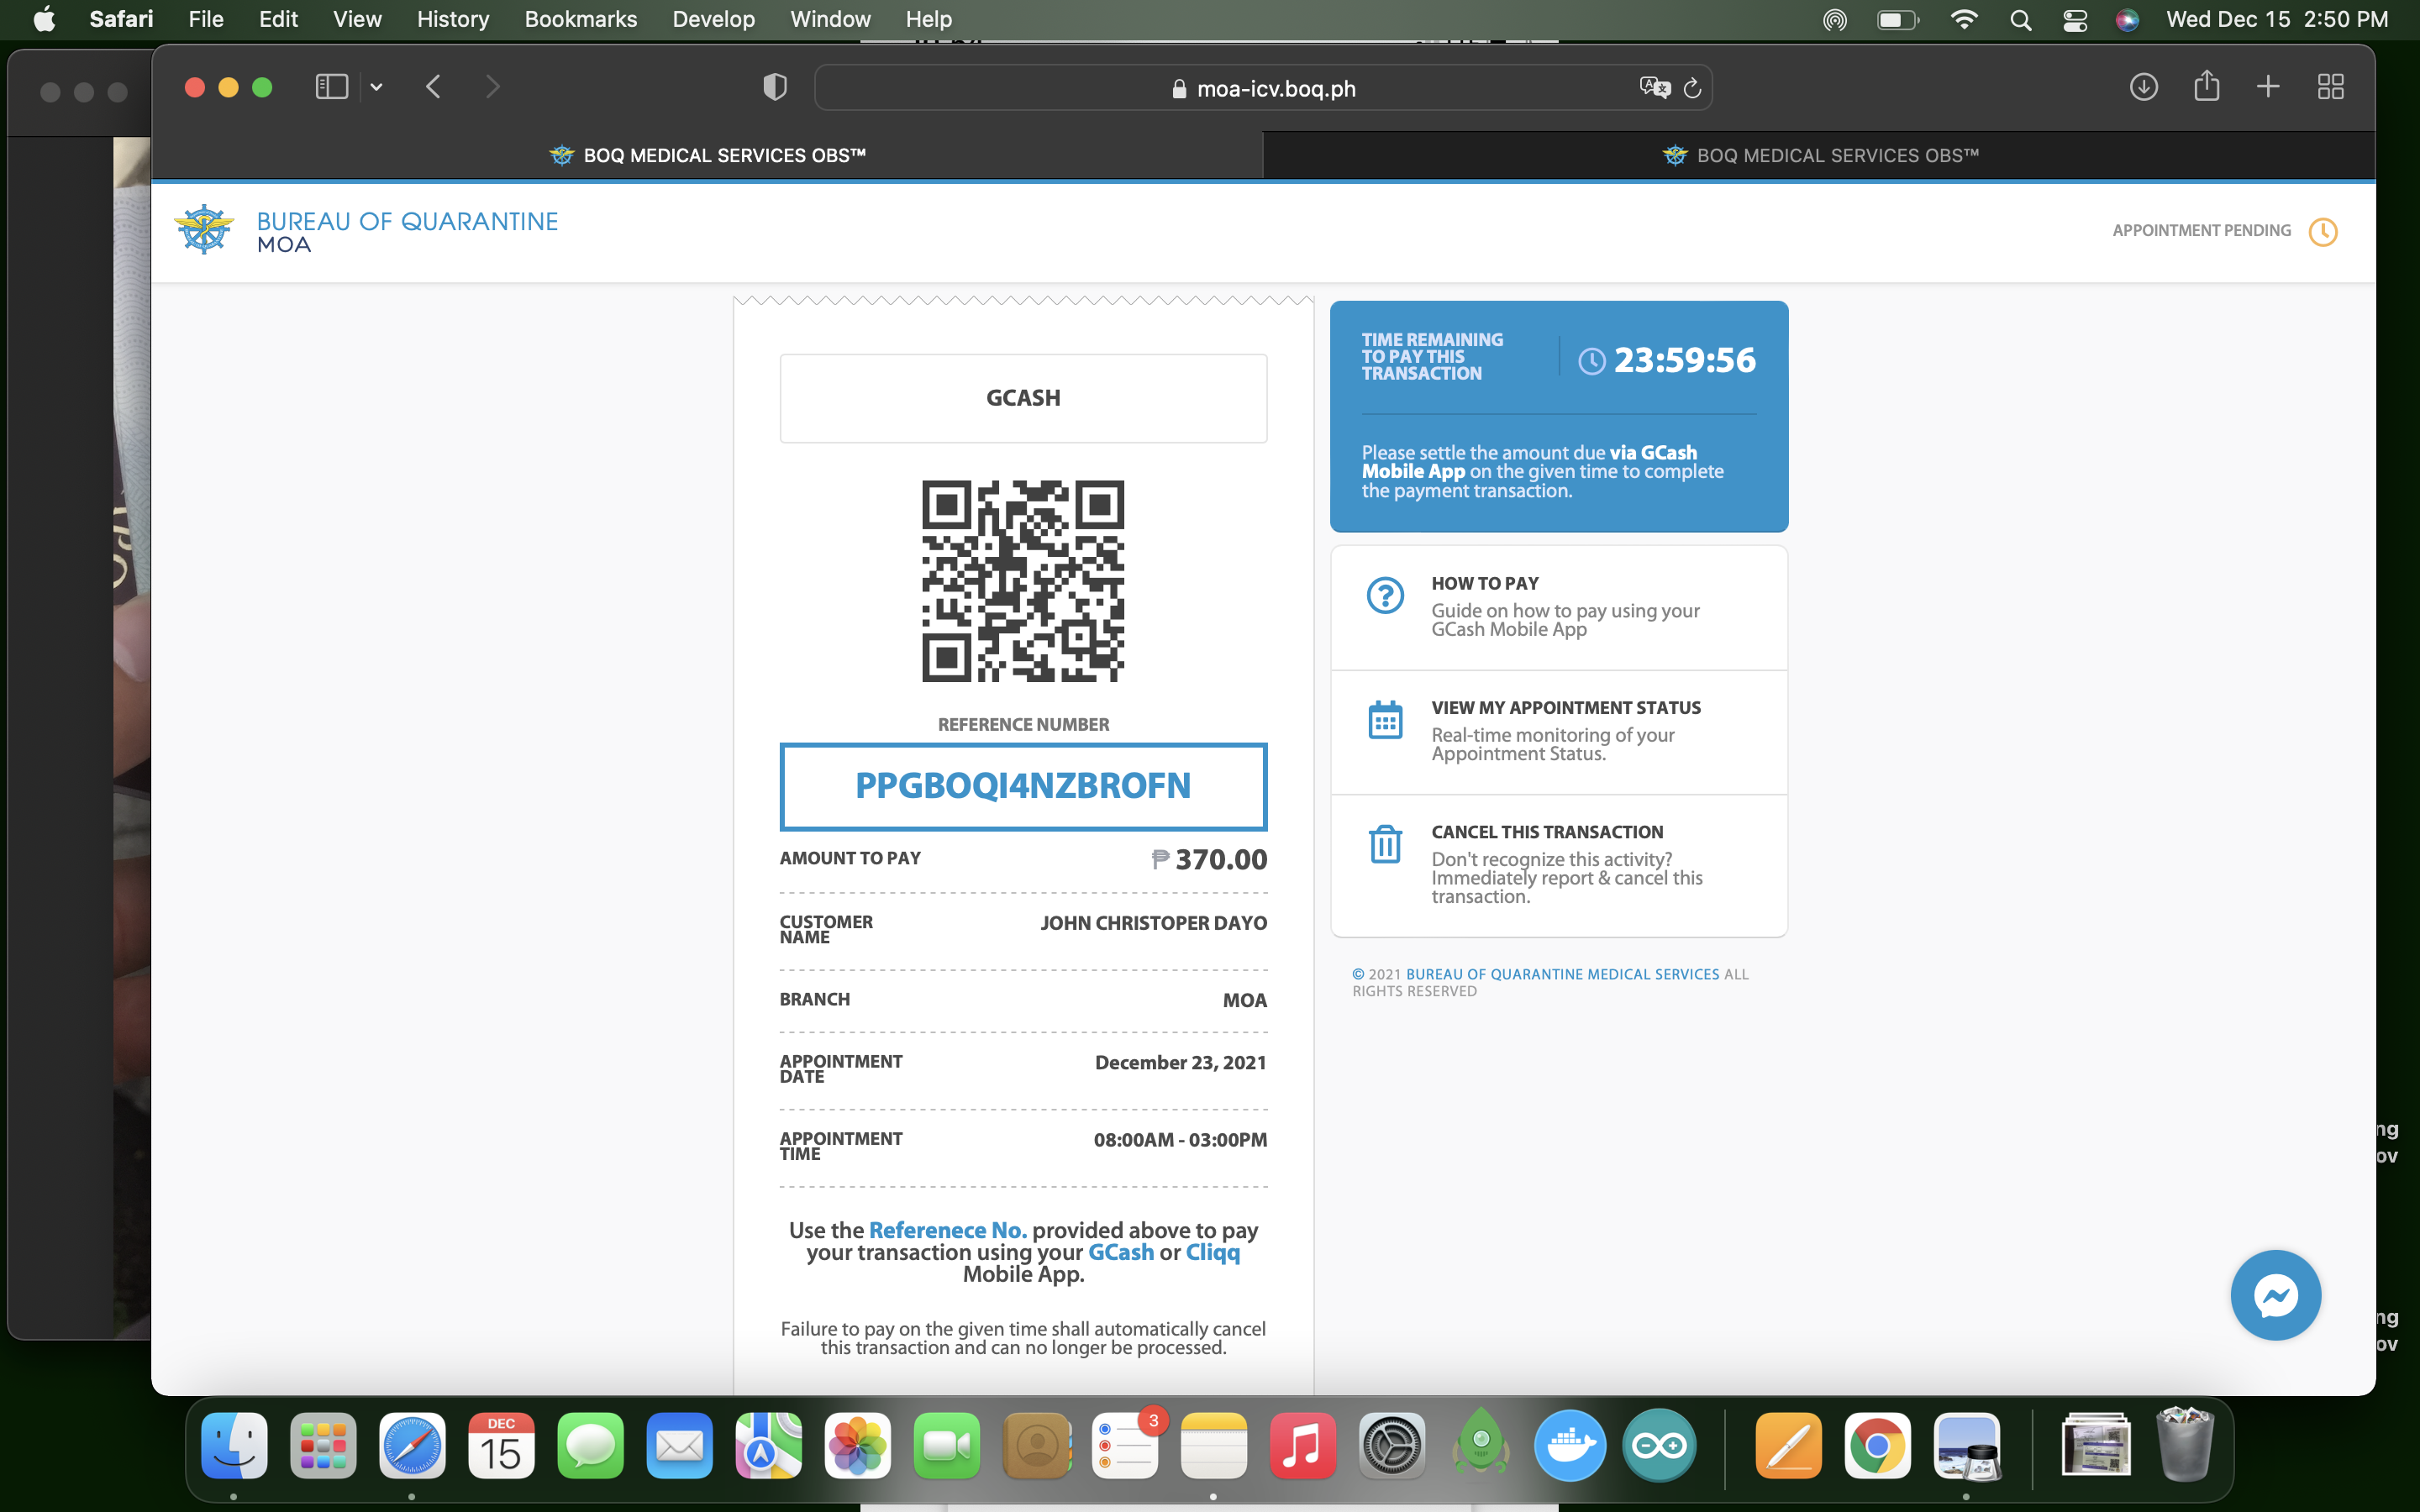 Safari File Edit View History Bookmarks Develop Window Help Wed Dec 15 2:50 PM
moa-icv.boq.ph
BOQ MEDICAL SERVICES OBS™
BOQ MEDICAL SERVICES OBS™
BUREAU OF QUARANTINE
MOA
APPOINTMENT PENDING
GCASH
REFERENCE NUMBER
PPGBOQI4NZBROFN
AMOUNT TO PAY ₱ 370.00
CUSTOMER
NAME
JOHN CHRISTOPER DAYO
BRANCH MOA
APPOINTMENT
DATE
December 23, 2021
APPOINTMENT
TIME
08:00AM - 03:00PM
Use the Referenece No. provided above to pay
your transaction using your GCash or Cliqq
Mobile App.
Failure to pay on the given time shall automatically cancel
this transaction and can no longer be processed.
TIME REMAINING
TO PAY THIS
TRANSACTION
23:59:56
Please settle the amount due via GCash
Mobile App on the given time to complete
the payment transaction.
HOW TO PAY
Guide on how to pay using your
GCash Mobile App
VIEW MY APPOINTMENT STATUS
Real-time monitoring of your
Appointment Status.
CANCEL THIS TRANSACTION
Don't recognize this activity?
Immediately report & cancel this
transaction.
© 2021 BUREAU OF QUARANTINE MEDICAL SERVICES ALL
RIGHTS RESERVED
ng
ov
ng
ov
DEC
15
3